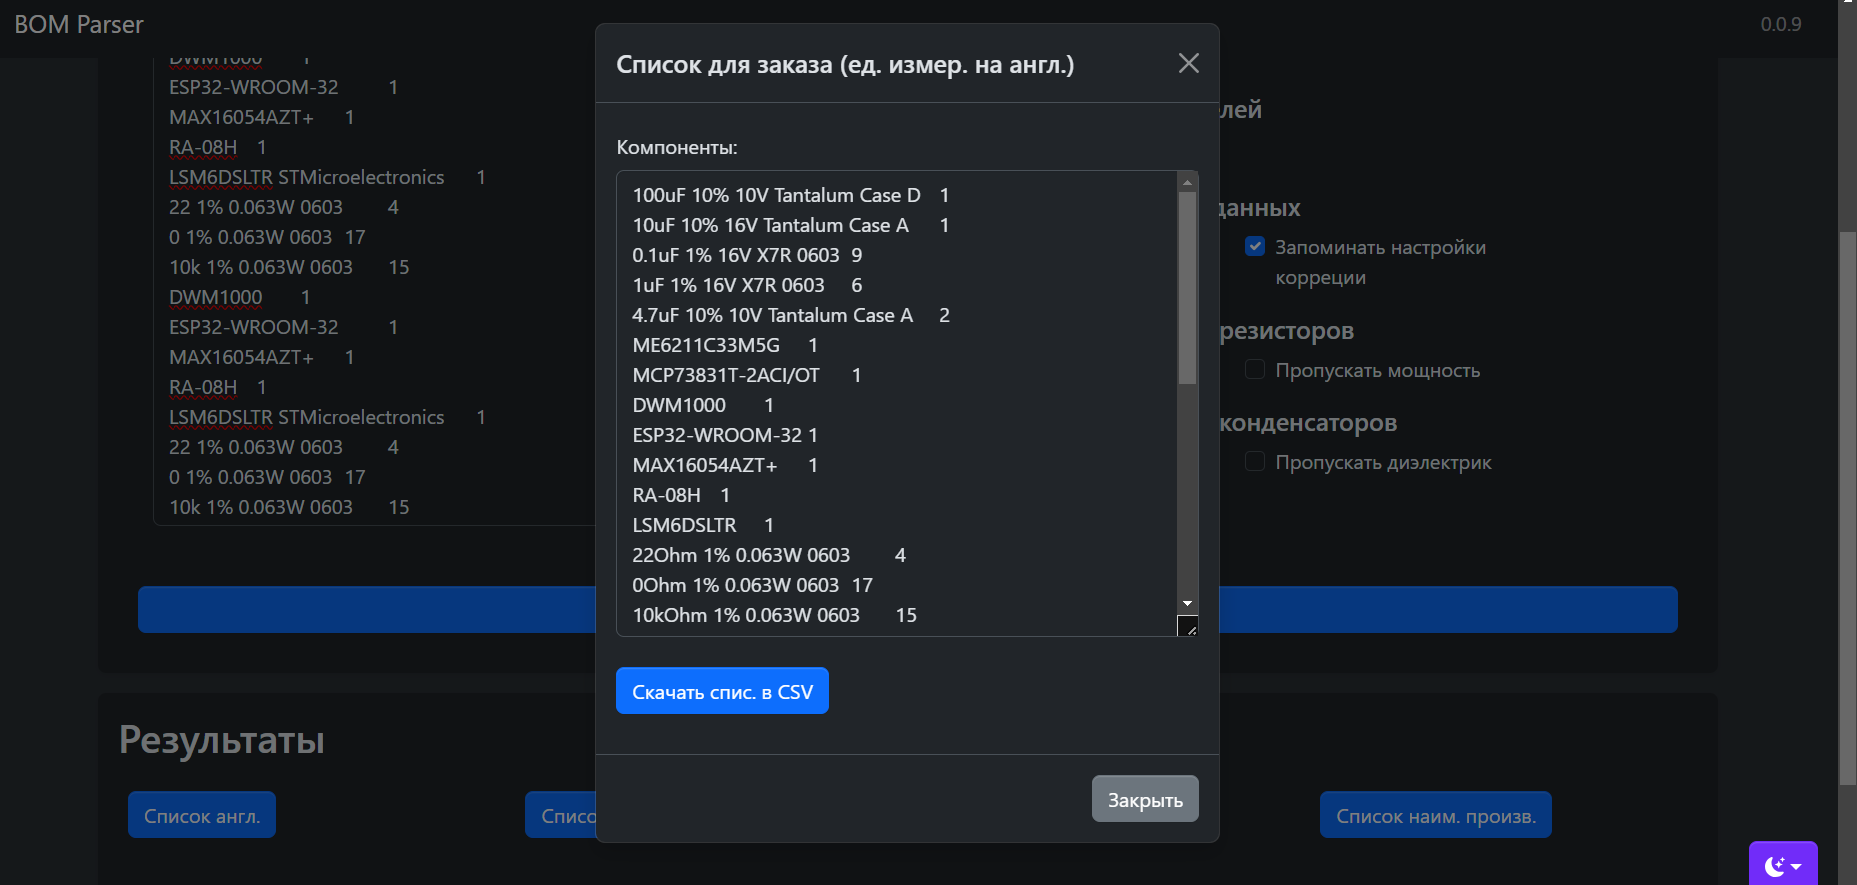 BOM Parser
0.0.9
DWM1000 1
ESP32-WROOM-32 1
MAX16054AZT+ 1
RA-08H 1
LSM6DSLTR STMicroelectronics 1
22 1% 0.063W 0603 4
0 1% 0.063W 0603 17
10k 1% 0.063W 0603 15
DWM1000 1
ESP32-WROOM-32 1
MAX16054AZT+ 1
RA-08H 1
LSM6DSLTR STMicroelectronics 1
22 1% 0.063W 0603 4
0 1% 0.063W 0603 17
10k 1% 0.063W 0603 15
Список для заказа (ед. измер. на англ.)
Компоненты:
100uF 10% 10V Tantalum Case D 1
10uF 10% 16V Tantalum Case A 1
0.1uF 1% 16V X7R 0603 9
1uF 1% 16V X7R 0603 6
4.7uF 10% 10V Tantalum Case A 2
ME6211C33M5G 1
MCP73831T-2ACI/OT 1
DWM1000 1
ESP32-WROOM-32 1
MAX16054AZT+ 1
RA-08H 1
LSM6DSLTR 1
22Ohm 1% 0.063W 0603 4
0Ohm 1% 0.063W 0603 17
10kOhm 1% 0.063W 0603 15
Скачать спис. в CSV
Закрыть
лей
данных
Запоминать настройки
корреции
резисторов
Пропускать мощность
конденсаторов
Пропускать диэлектрик
Результаты
Список англ.
Списо
Список наим. произв.